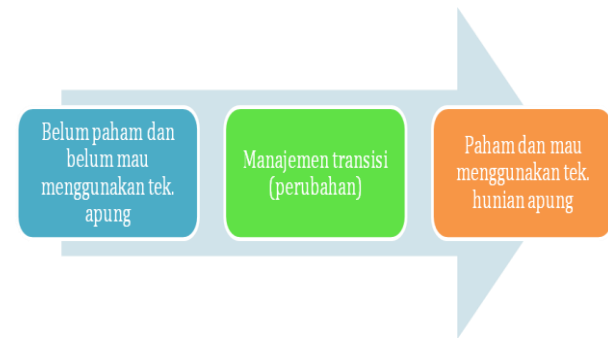 Belum paham dan
belum mau
menggunakan tek.
apung
Manajemen transisi
(perubahan)
Paham dan mau
menggunakan tek.
hunian apung